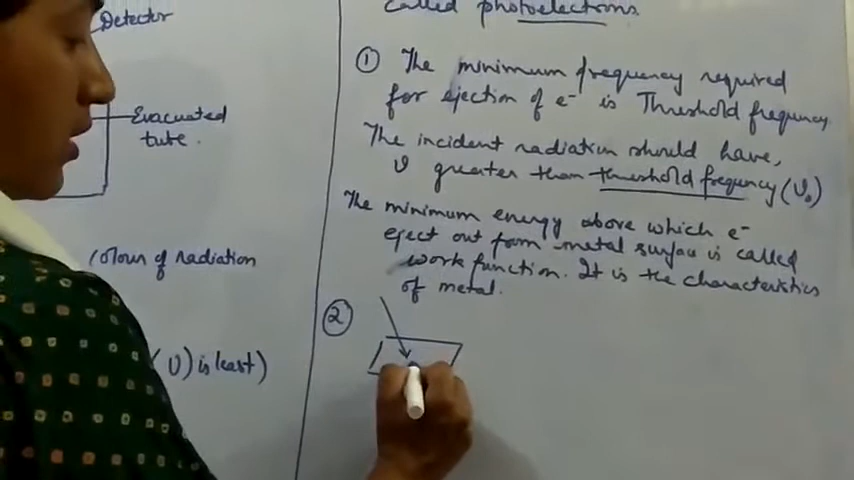 Detector
Evacuated
tube.
Colour of radiation
(υ) is least)
called photoelectrons.
① The minimum frequency required
for ejection of e⁻ is Threshold frequency
The incident radiation should have,
υ greater than threshold frequency (υ₀)
The minimum energy above which e⁻
eject out form metal surface is called
work function. It is the characteristics
of metal.
②